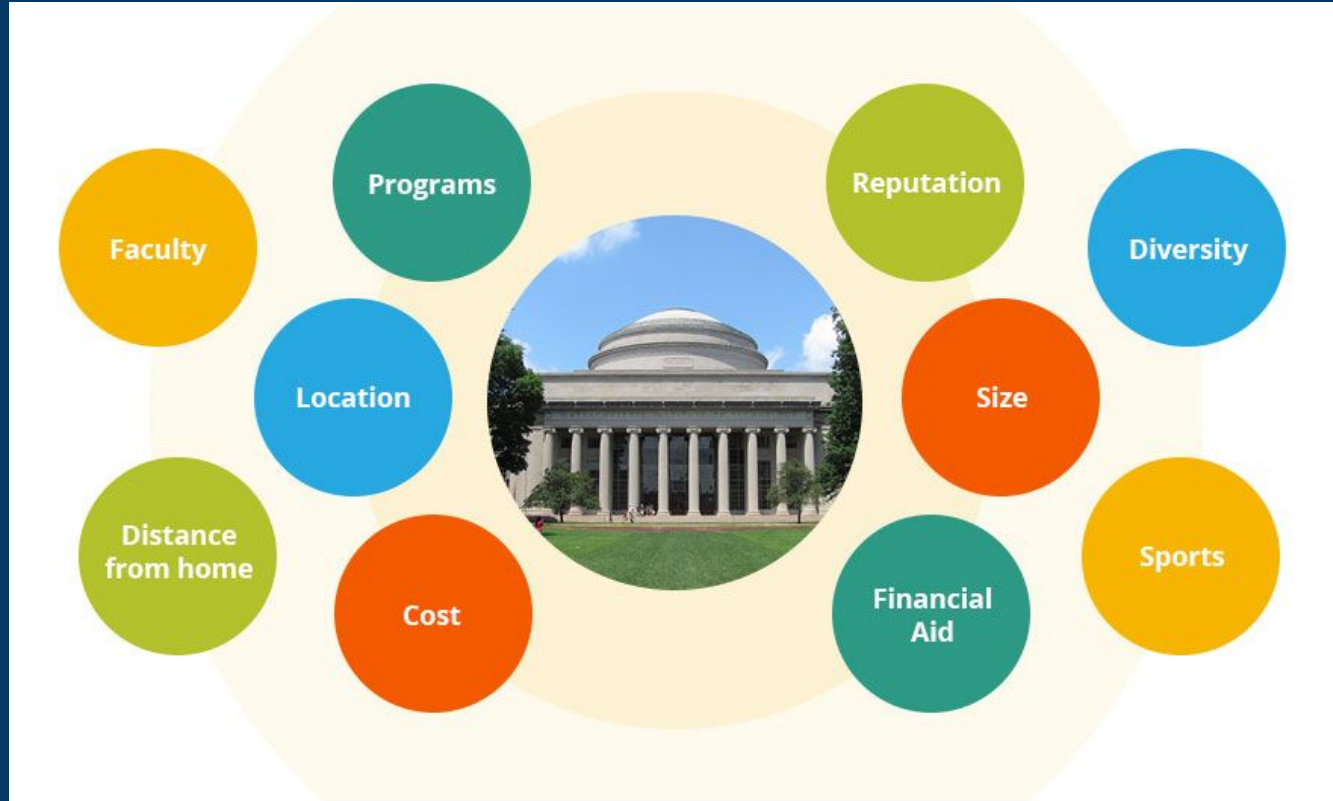 Programs
Reputation
Faculty
Diversity
Location
Size
Distance
from home
Sports
Cost
Financial
Aid